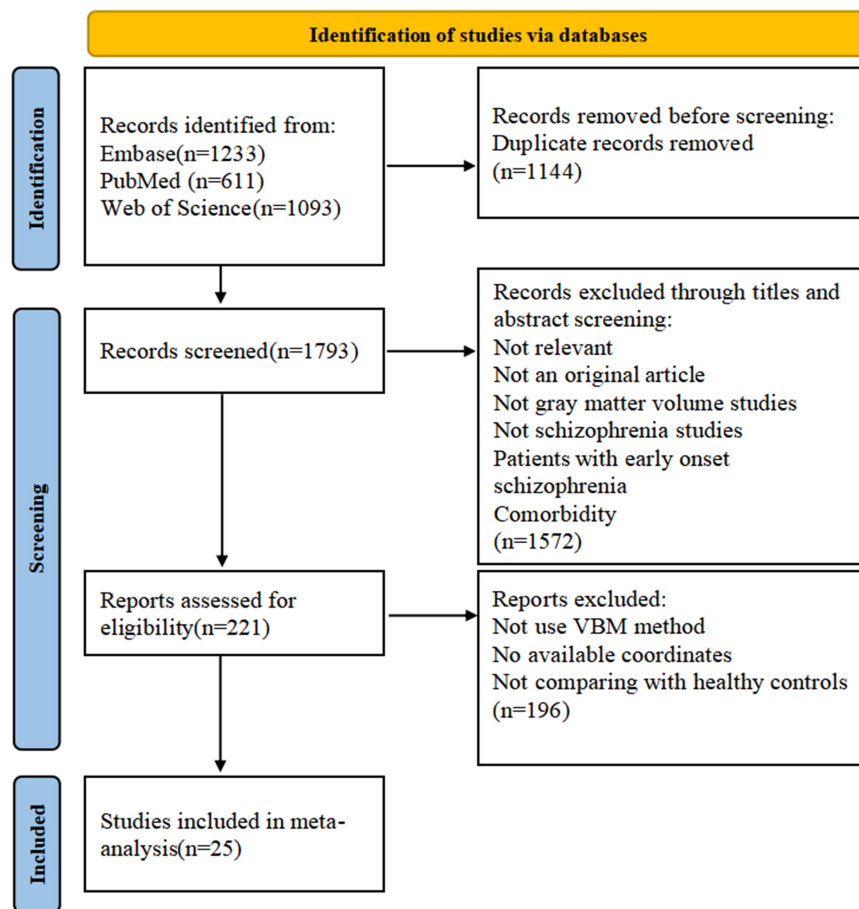 Identification of studies via databases
Identification
Records identified from:
Embase(n=1233)
PubMed (n=611)
Web of Science(n=1093)
Records removed before screening:
Duplicate records removed
(n=1144)
Screening
Records screened(n=1793)
Records excluded through titles and
abstract screening:
Not relevant
Not an original article
Not gray matter volume studies
Not schizophrenia studies
Patients with early onset
schizophrenia
Comorbidity
(n=1572)
Reports assessed for
eligibility(n=221)
Reports excluded:
Not use VBM method
No available coordinates
Not comparing with healthy controls
(n=196)
Included
Studies included in meta-
analysis(n=25)